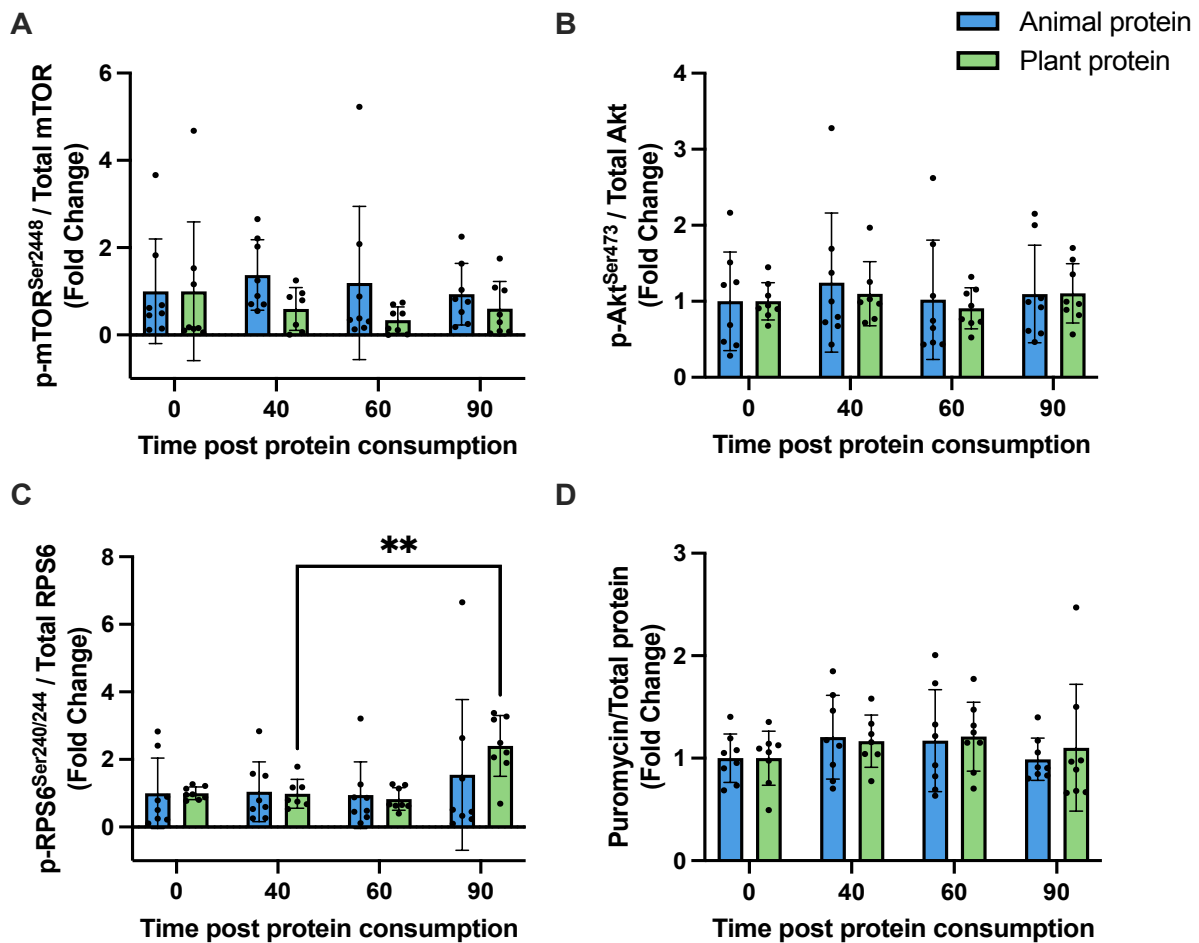 A
B
Animal protein
Plant protein
p-mTOR^Ser2448 / Total mTOR
(Fold Change)
6
4
2
0
0 40 60 90
Time post protein consumption
p-Akt^Ser473 / Total Akt
(Fold Change)
4
3
2
1
0
0 40 60 90
Time post protein consumption
C
D
p-RPS6^Ser240/244 / Total RPS6
(Fold Change)
8
6
4
2
0
**
0 40 60 90
Time post protein consumption
Puromycin/Total protein
(Fold Change)
3
2
1
0
0 40 60 90
Time post protein consumption